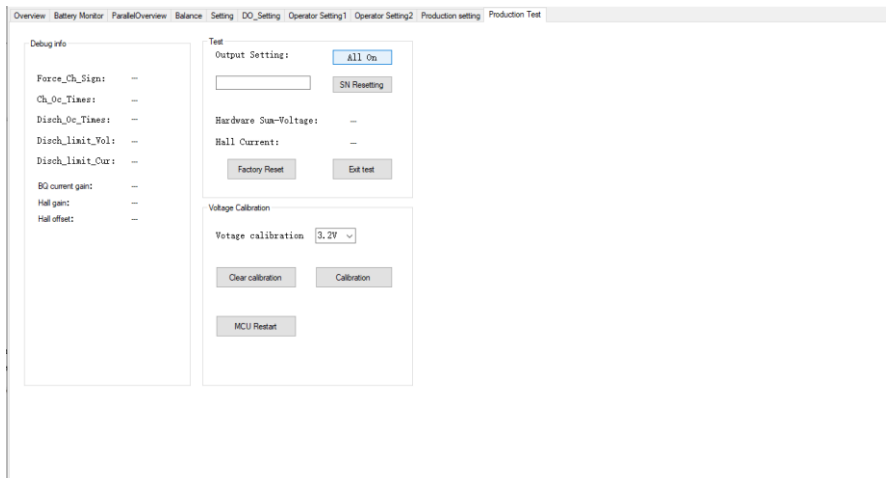 Overview Battery Monitor ParallelOverview Balance Setting DO_Setting Operator Setting1 Operator Setting2 Production setting Production Test
Debug info
Force_Ch_Sign: --
Ch_Oc_Times: --
Disch_Oc_Times: --
Disch_limit_Vol: --
Disch_limit_Cur: --
BQ current gain: --
Hall gain: --
Hall offset: --
Test
Output Setting: All On
SN Resetting
Hardware Sum-Voltage: --
Hall Current: --
Factory Reset Exit test
Voltage Calibration
Votage calibration 3.2V
Clear calibration Calibration
MCU Restart